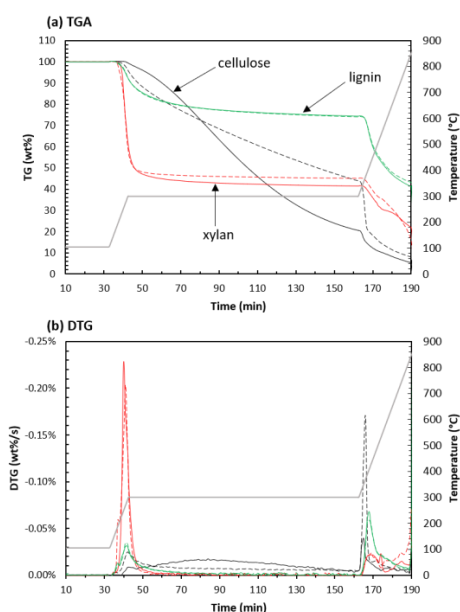 (a) TGA
110
100
90
80
70
60
50
40
30
20
10
0
TG (wt%)
900
800
700
600
500
400
300
200
100
0
Temperature (°C)
cellulose
lignin
xylan
10 30 50 70 90 110 130 150 170 190
Time (min)
(b) DTG
-0.25%
-0.20%
-0.15%
-0.10%
-0.05%
0.00%
DTG (wt%/s)
900
800
700
600
500
400
300
200
100
0
Temperature (°C)
10 30 50 70 90 110 130 150 170 190
Time (min)